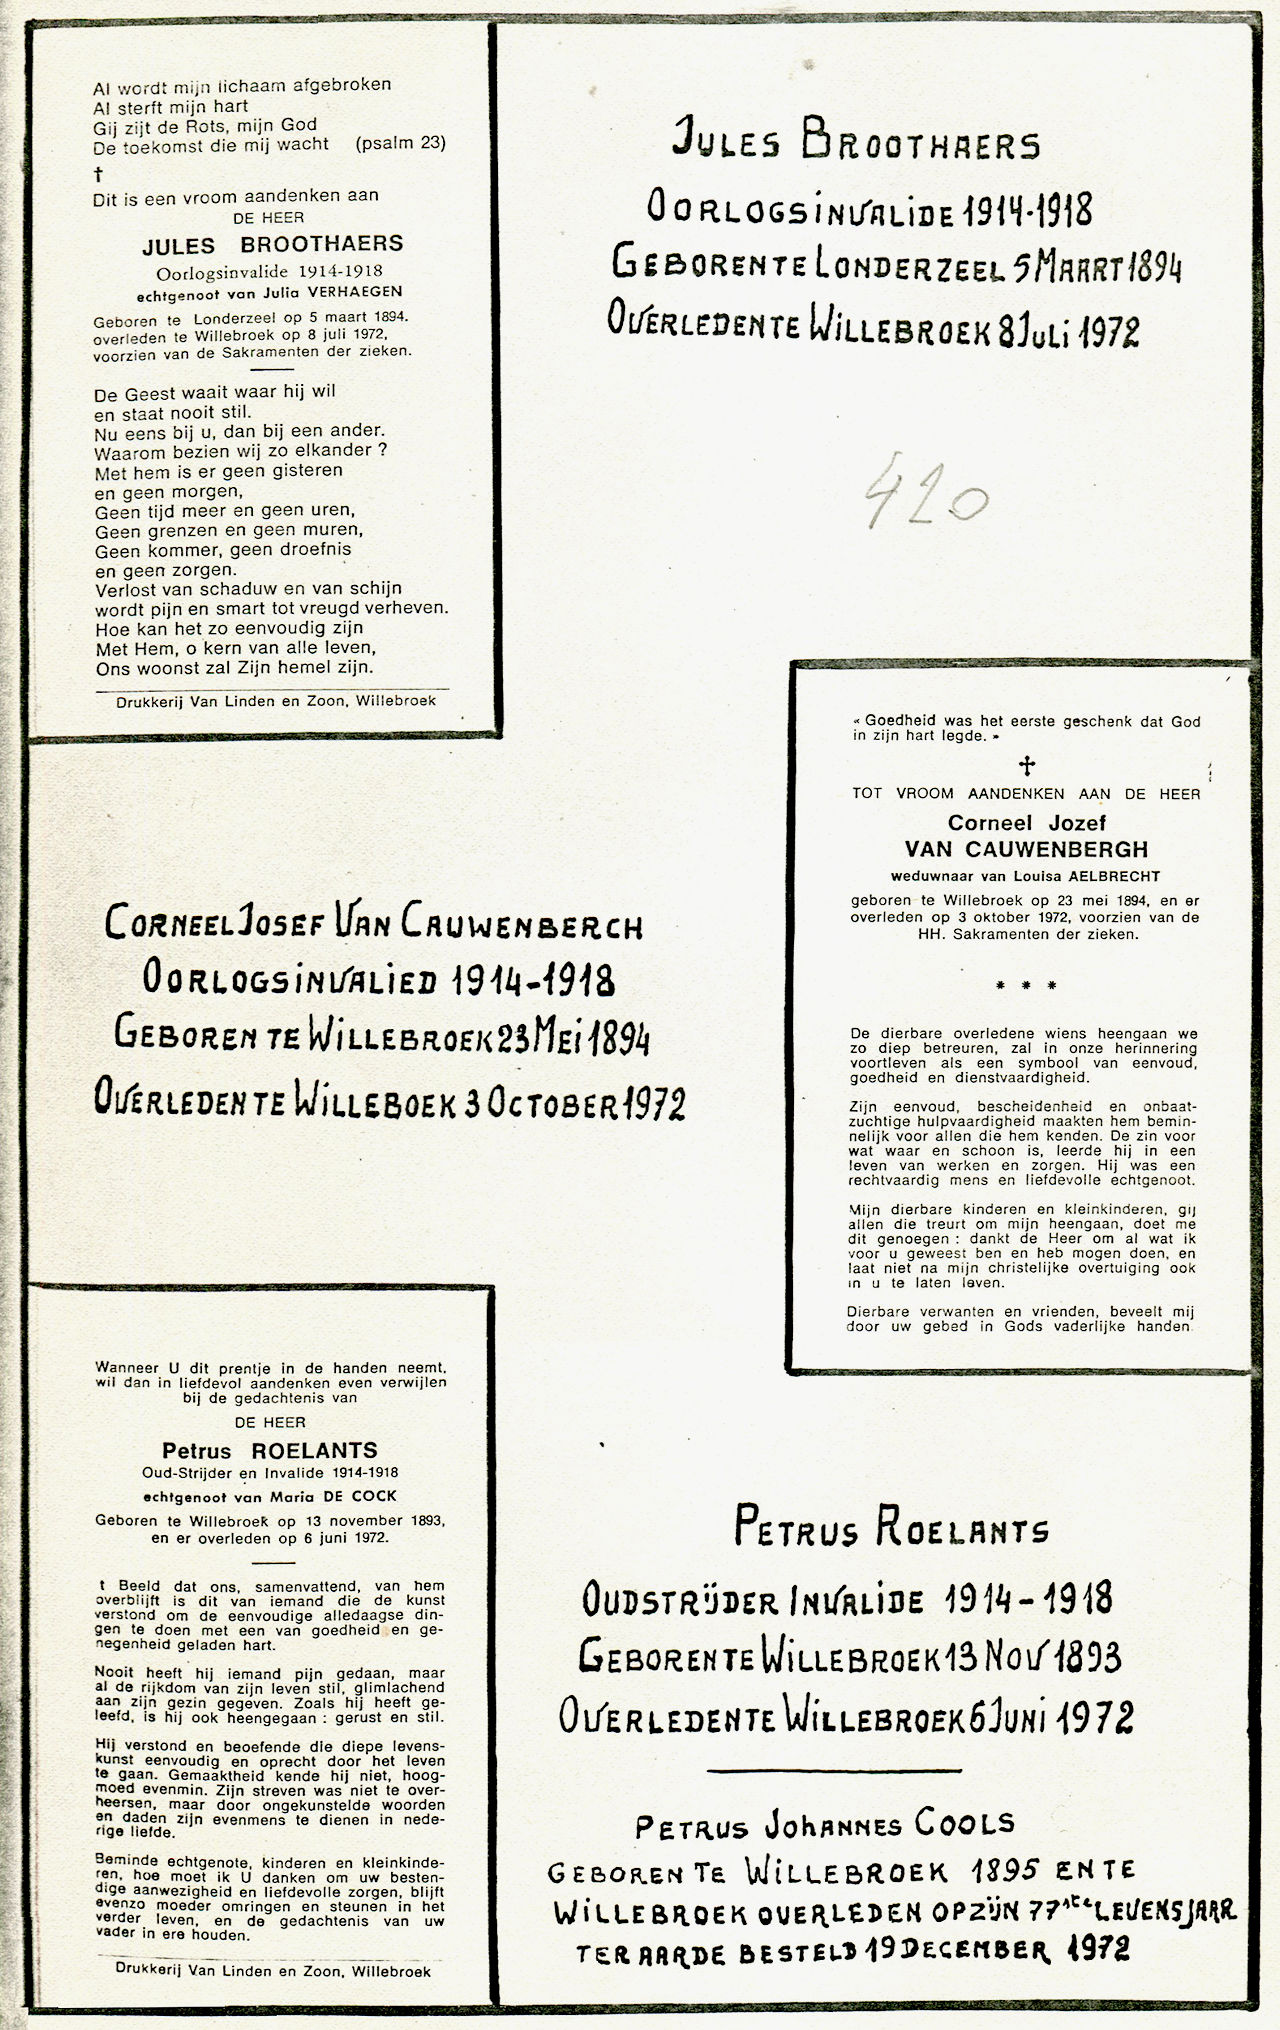 Al wordt mijn lichaam afgebroken
Al sterft mijn hart
Gij zijt de Rots, mijn God
De toekomst die mij wacht (psalm 23)
†
Dit is een vroom aandenken aan
DE HEER
JULES BROOTHAERS
Oorlogsinvalide 1914-1918
echtgenoot van Julia VERHAEGEN
Geboren te Londerzeel op 5 maart 1894.
overleden te Willebroek op 8 juli 1972,
voorzien van de Sakramenten der zieken.
De Geest waait waar hij wil
en staat nooit stil.
Nu eens bij u, dan bij een ander.
Waarom bezien wij zo elkander ?
Met hem is er geen gisteren
en geen morgen,
Geen tijd meer en geen uren,
Geen grenzen en geen muren,
Geen kommer, geen droefnis
en geen zorgen.
Verlost van schaduw en van schijn
wordt pijn en smart tot vreugd verheven.
Hoe kan het zo eenvoudig zijn
Met Hem, o kern van alle leven,
Ons woonst zal Zijn hemel zijn.
Drukkerij Van Linden en Zoon, Willebroek
JULES BROOTHAERS
OORLOGSINVALIDE 1914-1918
GEBOREN TE LONDERZEEL 5 MAART 1894
OVERLEDEN TE WILLEBROEK 8 JULI 1972
420
« Goedheid was het eerste geschenk dat God
in zijn hart legde. »
✝
TOT VROOM AANDENKEN AAN DE HEER
Corneel Jozef
VAN CAUWENBERGH
weduwnaar van Louisa AELBRECHT
geboren te Willebroek op 23 mei 1894, en er
overleden op 3 oktober 1972, voorzien van de
HH. Sakramenten der zieken.
* * *
De dierbare overledene wiens heengaan we
zo diep betreuren, zal in onze herinnering
voortleven als een symbool van eenvoud,
goedheid en dienstvaardigheid.
Zijn eenvoud, bescheidenheid en onbaat-
zuchtige hulpvaardigheid maakten hem bemin-
nelijk voor allen die hem kenden. De zin voor
wat waar en schoon is, leerde hij in een
leven van werken en zorgen. Hij was een
rechtvaardig mens en liefdevolle echtgenoot.
Mijn dierbare kinderen en kleinkinderen, gij
allen die treurt om mijn heengaan, doet me
dit genoegen : dankt de Heer om al wat ik
voor u geweest ben en heb mogen doen, en
laat niet na mijn christelijke overtuiging ook
in u te laten leven.
Dierbare verwanten en vrienden, beveelt mij
door uw gebed in Gods vaderlijke handen.
CORNEEL JOSEF VAN CAUWENBERCH
OORLOGSINVALIED 1914-1918
GEBOREN TE WILLEBROEK 23 MEI 1894
OVERLEDEN TE WILLEBOEK 3 OCTOBER 1972
Wanneer U dit prentje in de handen neemt,
wil dan in liefdevol aandenken even verwijlen
bij de gedachtenis van
DE HEER
Petrus ROELANTS
Oud-Strijder en Invalide 1914-1918
echtgenoot van Maria DE COCK
Geboren te Willebroek op 13 november 1893,
en er overleden op 6 juni 1972.
t Beeld dat ons, samenvattend, van hem
overblijft is dit van iemand die de kunst
verstond om de eenvoudige alledaagse din-
gen te doen met een van goedheid en ge-
negenheid geladen hart.
Nooit heeft hij iemand pijn gedaan, maar
al de rijkdom van zijn leven stil, glimlachend
aan zijn gezin gegeven. Zoals hij heeft ge-
leefd, is hij ook heengegaan : gerust en stil.
Hij verstond en beoefende die diepe levens-
kunst eenvoudig en oprecht door het leven
te gaan. Gemaaktheid kende hij niet, hoog-
moed evenmin. Zijn streven was niet te over-
heersen, maar door ongekunstelde woorden
en daden zijn evenmens te dienen in nede-
rige liefde.
Beminde echtgenote, kinderen en kleinkinde-
ren, hoe moet ik U danken om uw besten-
dige aanwezigheid en liefdevolle zorgen, blijft
evenzo moeder omringen en steunen in het
verder leven, en de gedachtenis van uw
vader in ere houden.
Drukkerij Van Linden en Zoon, Willebroek
PETRUS ROELANTS
OUDSTRIJDER INVALIDE 1914-1918
GEBOREN TE WILLEBROEK 13 NOV 1893
OVERLEDEN TE WILLEBROEK 6 JUNI 1972
PETRUS JOHANNES COOLS
GEBOREN TE WILLEBROEK 1895 EN TE
WILLEBROEK OVERLEDEN OP ZIJN 77ste LEVENSJAAR
TER AARDE BESTELD 19 DECEMBER 1972